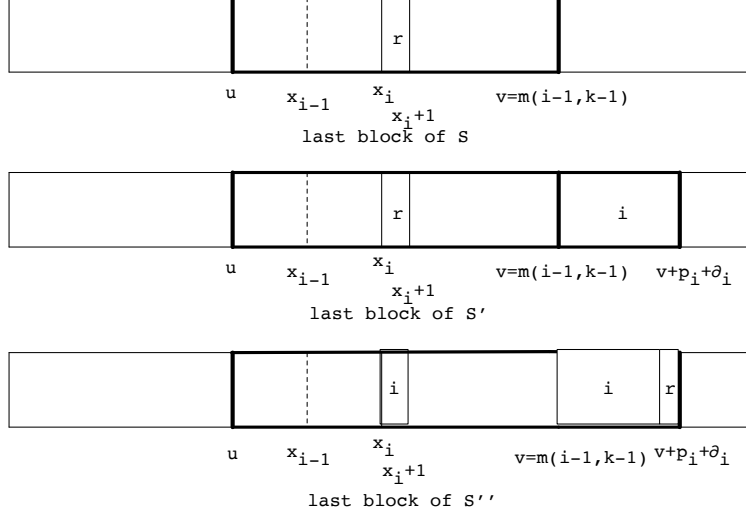 r
u x_{i-1} x_i v=m(i-1,k-1)
x_i+1
last block of S
r i
u x_{i-1} x_i v=m(i-1,k-1) v+p_i+∂_i
x_i+1
last block of S'
i i r
u x_{i-1} x_i v=m(i-1,k-1) v+p_i+∂_i
x_i+1
last block of S''